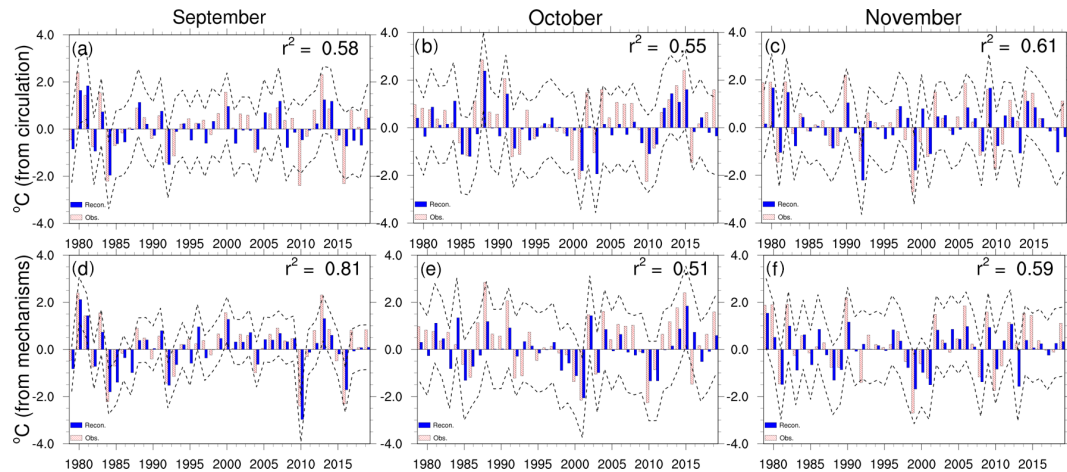 September October November
(a) r² = 0.58 (b) r² = 0.55 (c) r² = 0.61
°C (from circulation)
4.0 2.0 0.0 -2.0 -4.0
4.0 2.0 0.0 -2.0 -4.0
4.0 2.0 0.0 -2.0 -4.0
Recon. Recon. Recon.
Obs. Obs. Obs.
1980 1985 1990 1995 2000 2005 2010 2015 1980 1985 1990 1995 2000 2005 2010 2015 1980 1985 1990 1995 2000 2005 2010 2015
(d) r² = 0.81 (e) r² = 0.51 (f) r² = 0.59
°C (from mechanisms)
4.0 2.0 0.0 -2.0 -4.0
4.0 2.0 0.0 -2.0 -4.0
4.0 2.0 0.0 -2.0 -4.0
Recon. Recon. Recon.
Obs. Obs. Obs.
1980 1985 1990 1995 2000 2005 2010 2015 1980 1985 1990 1995 2000 2005 2010 2015 1980 1985 1990 1995 2000 2005 2010 2015